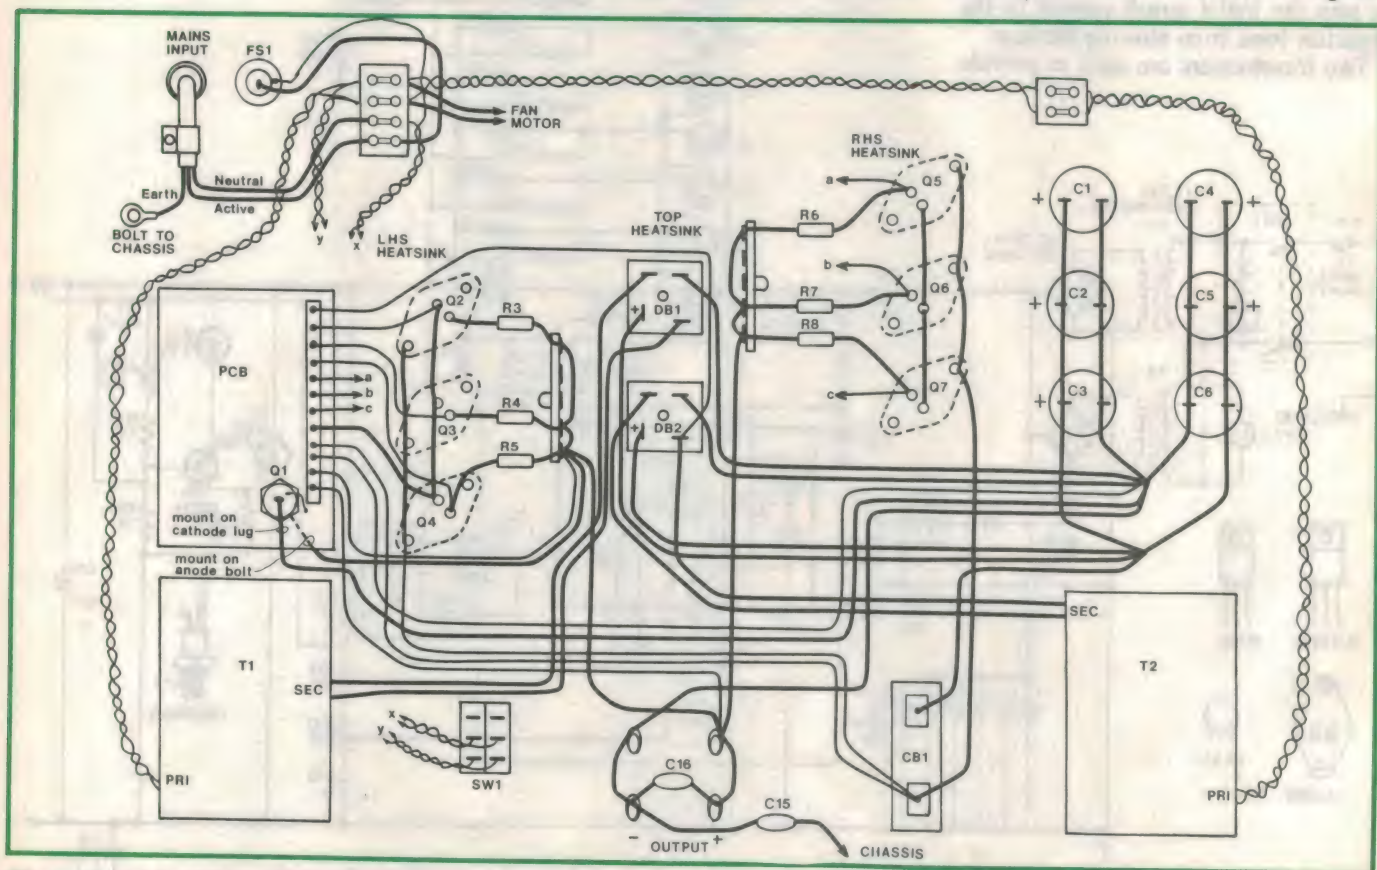 MAINS
INPUT
FS1
FAN
MOTOR
Neutral
Earth
Active
BOLT TO
CHASSIS
y
x
LHS
HEATSINK
TOP
HEATSINK
RHS
HEATSINK
a
Q5
b
Q6
c
Q7
R6
R7
R8
C1
C4
+
+
C2
C5
+
+
C3
C6
+
PCB
a
b
c
Q2
R3
Q3
R4
R5
Q4
+
DB1
+
DB2
Q1
mount on
cathode lug
mount on
anode bolt
T1
SEC
PRI
x
y
SW1
C16
C15
- OUTPUT +
CHASSIS
CB1
SEC
T2
PRI